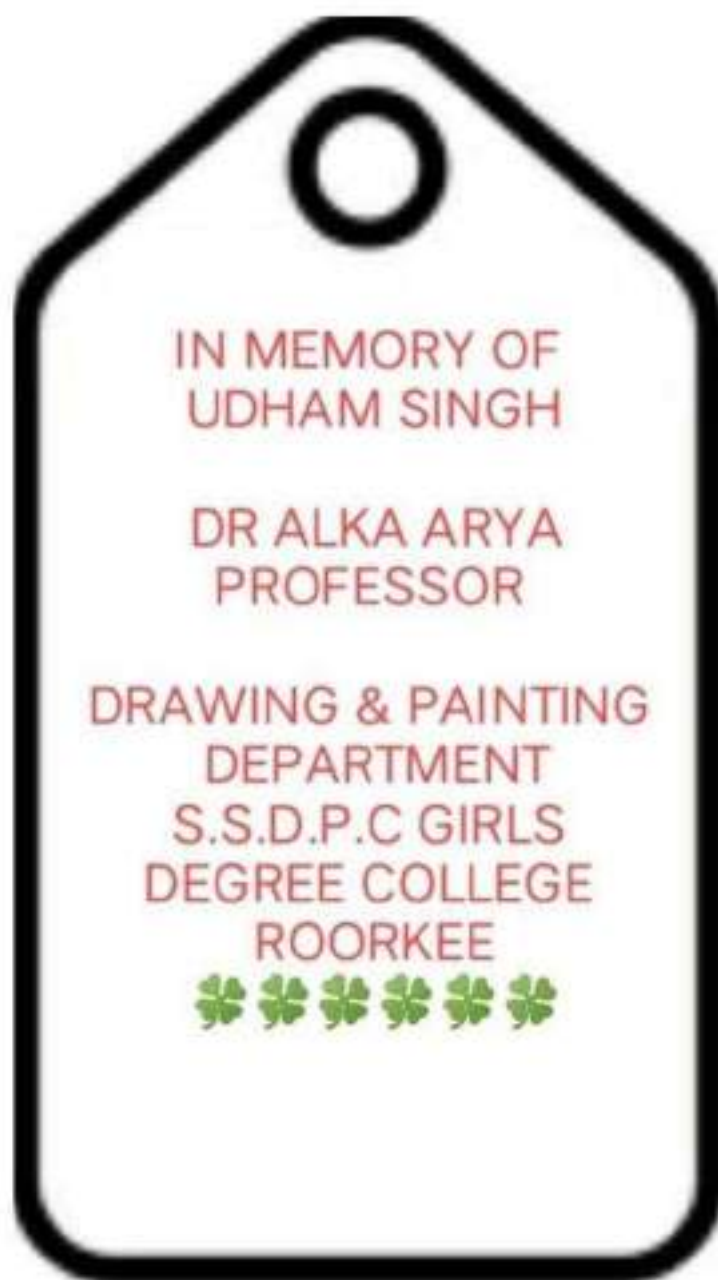 IN MEMORY OF
UDHAM SINGH
DR ALKA ARYA
PROFESSOR
DRAWING & PAINTING
DEPARTMENT
S.S.D.P.C GIRLS
DEGREE COLLEGE
ROORKEE
🍀🍀🍀🍀🍀🍀